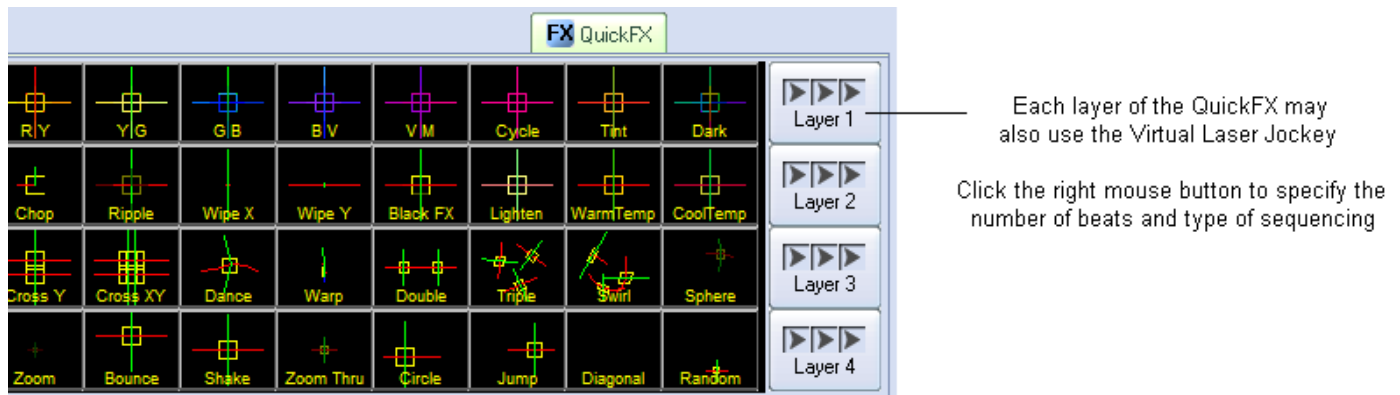 FX QuickFX
R Y Y G G B B V V M Cycle Tint Dark Layer 1
Chop Ripple Wipe X Wipe Y Black FX Lighten WarmTemp CoolTemp Layer 2
Cross Y Cross XY Dance Warp Double Triple Swirl Sphere Layer 3
Zoom Bounce Shake Zoom Thru Circle Jump Diagonal Random Layer 4
Each layer of the QuickFX may
also use the Virtual Laser Jockey
Click the right mouse button to specify the
number of beats and type of sequencing